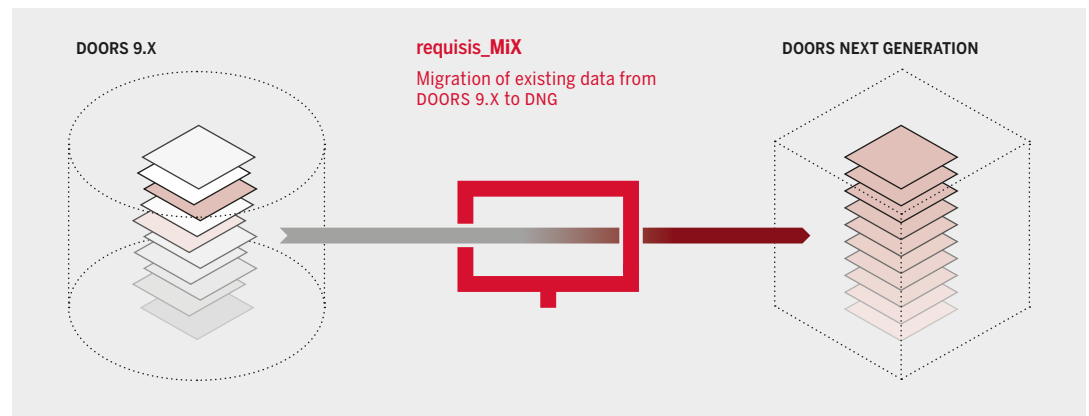 DOORS 9.X
requisis_MiX
Migration of existing data from
DOORS 9.X to DNG
DOORS NEXT GENERATION